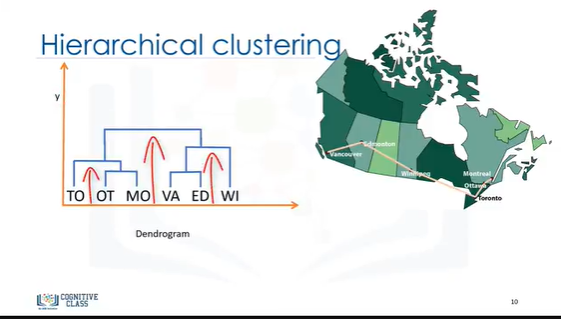 Hierarchical clustering
y
TO OT MO VA ED WI
Dendrogram
Edmonton
Vancouver
Winnipeg
Montreal
Ottawa
Toronto
COGNITIVE
CLASS
10